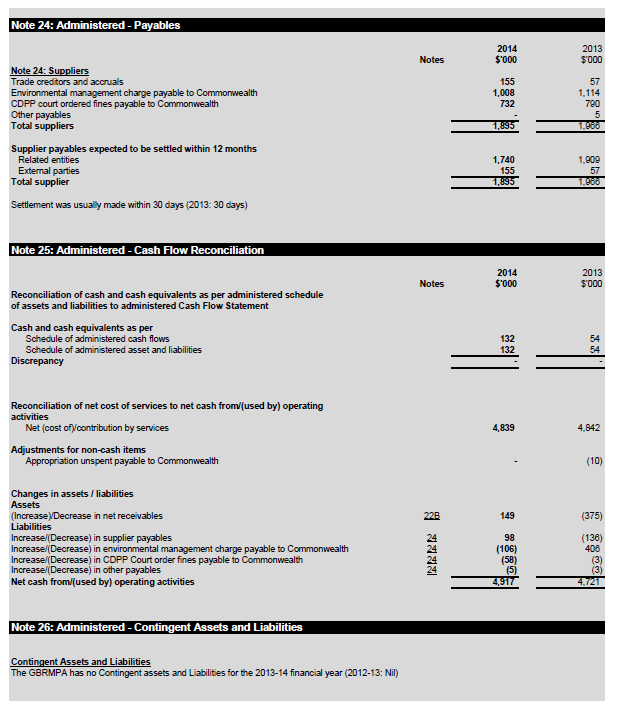 Note 24: Administered - Payables
2014 2013
Notes $'000 $'000
Note 24: Suppliers
Trade creditors and accruals 155 57
Environmental management charge payable to Commonwealth 1,008 1,114
CDPP court ordered fines payable to Commonwealth 732 790
Other payables - 5
Total suppliers 1,895 1,966
Supplier payables expected to be settled within 12 months
Related entities 1,740 1,909
External parties 155 57
Total supplier 1,895 1,966
Settlement was usually made within 30 days (2013: 30 days)
Note 25: Administered - Cash Flow Reconciliation
2014 2013
Notes $'000 $'000
Reconciliation of cash and cash equivalents as per administered schedule
of assets and liabilities to administered Cash Flow Statement
Cash and cash equivalents as per
Schedule of administered cash flows 132 54
Schedule of administered asset and liabilities 132 54
Discrepancy - -
Reconciliation of net cost of services to net cash from/(used by) operating
activities
Net (cost of)/contribution by services 4,839 4,842
Adjustments for non-cash items
Appropriation unspent payable to Commonwealth - (10)
Changes in assets / liabilities
Assets
(Increase)/Decrease in net receivables 22B 149 (375)
Liabilities
Increase/(Decrease) in supplier payables 24 98 (136)
Increase/(Decrease) in environmental management charge payable to Commonwealth 24 (106) 406
Increase/(Decrease) in CDPP Court order fines payable to Commonwealth 24 (58) (3)
Increase/(Decrease) in other payables 24 (5) (3)
Net cash from/(used by) operating activities 4,917 4,721
Note 26: Administered - Contingent Assets and Liabilities
Contingent Assets and Liabilities
The GBRMPA has no Contingent assets and Liabilities for the 2013-14 financial year (2012-13: Nil)